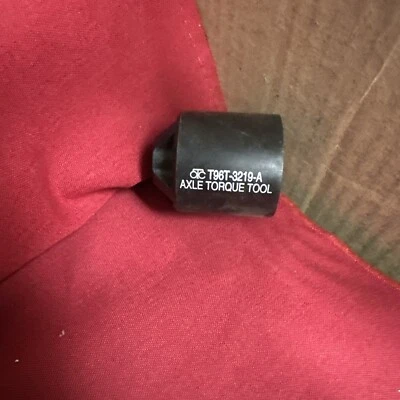 OTC T96T-3219-A
AXLE TORQUE TOOL